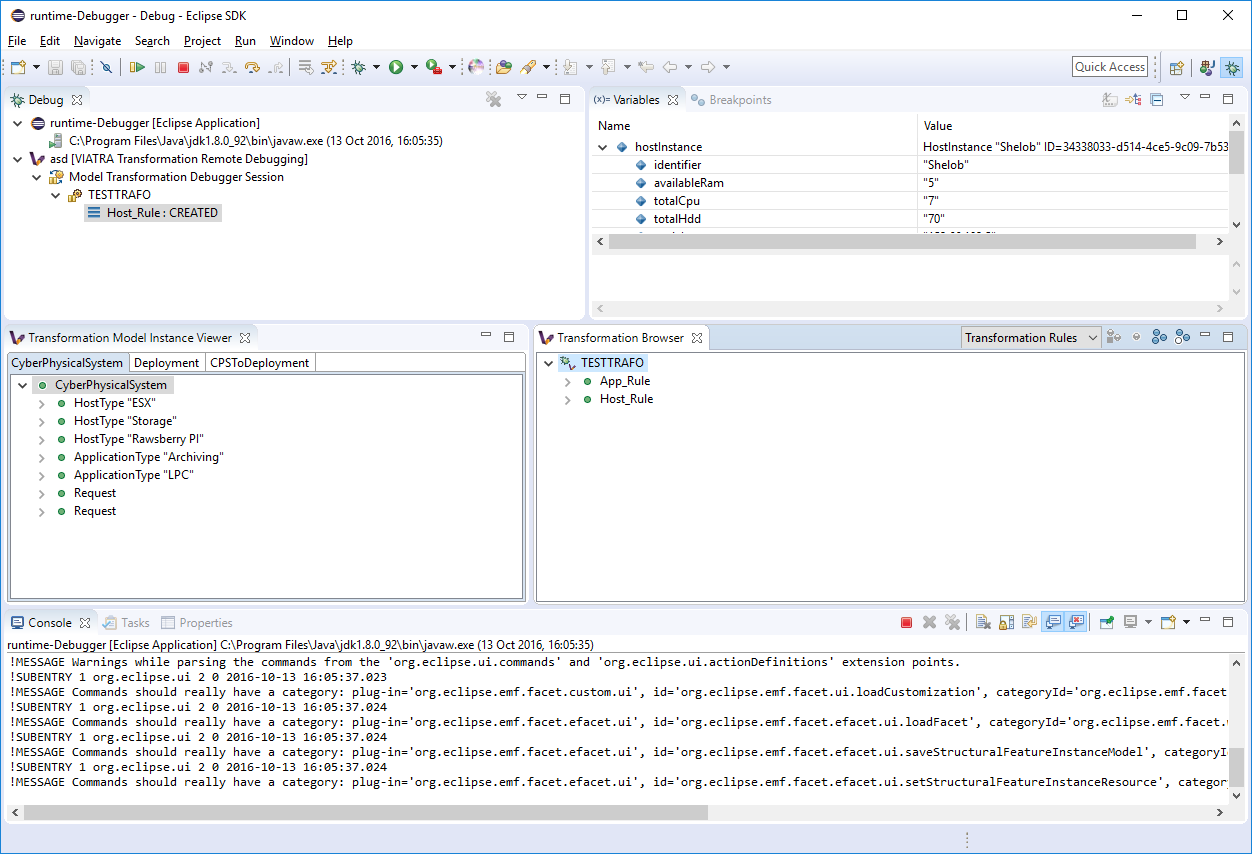 runtime-Debugger - Debug - Eclipse SDK
File Edit Navigate Search Project Run Window Help
Quick Access
Debug
runtime-Debugger [Eclipse Application]
C:\Program Files\Java\jdk1.8.0_92\bin\javaw.exe (13 Oct 2016, 16:05:35)
asd [VIATRA Transformation Remote Debugging]
Model Transformation Debugger Session
TESTTRAFO
Host_Rule : CREATED
(x)= Variables Breakpoints
Name Value
hostInstance HostInstance "Shelob" ID=34338033-d514-4ce5-9c09-7b53
identifier "Shelob"
availableRam "5"
totalCpu "7"
totalHdd "70"
Transformation Model Instance Viewer
CyberPhysicalSystem Deployment CPSToDeployment
CyberPhysicalSystem
HostType "ESX"
HostType "Storage"
HostType "Rawsberry PI"
ApplicationType "Archiving"
ApplicationType "LPC"
Request
Request
Transformation Browser Transformation Rules
TESTTRAFO
App_Rule
Host_Rule
Console Tasks Properties
runtime-Debugger [Eclipse Application] C:\Program Files\Java\jdk1.8.0_92\bin\javaw.exe (13 Oct 2016, 16:05:35)
!MESSAGE Warnings while parsing the commands from the 'org.eclipse.ui.commands' and 'org.eclipse.ui.actionDefinitions' extension points.
!SUBENTRY 1 org.eclipse.ui 2 0 2016-10-13 16:05:37.023
!MESSAGE Commands should really have a category: plug-in='org.eclipse.emf.facet.custom.ui', id='org.eclipse.emf.facet.ui.loadCustomization', categoryId='org.eclipse.emf.facet
!SUBENTRY 1 org.eclipse.ui 2 0 2016-10-13 16:05:37.024
!MESSAGE Commands should really have a category: plug-in='org.eclipse.emf.facet.efacet.ui', id='org.eclipse.emf.facet.efacet.ui.loadFacet', categoryId='org.eclipse.emf.facet.
!SUBENTRY 1 org.eclipse.ui 2 0 2016-10-13 16:05:37.024
!MESSAGE Commands should really have a category: plug-in='org.eclipse.emf.facet.efacet.ui', id='org.eclipse.emf.facet.efacet.ui.saveStructuralFeatureInstanceModel', categoryI
!SUBENTRY 1 org.eclipse.ui 2 0 2016-10-13 16:05:37.024
!MESSAGE Commands should really have a category: plug-in='org.eclipse.emf.facet.efacet.ui', id='org.eclipse.emf.facet.efacet.ui.setStructuralFeatureInstanceResource', categor